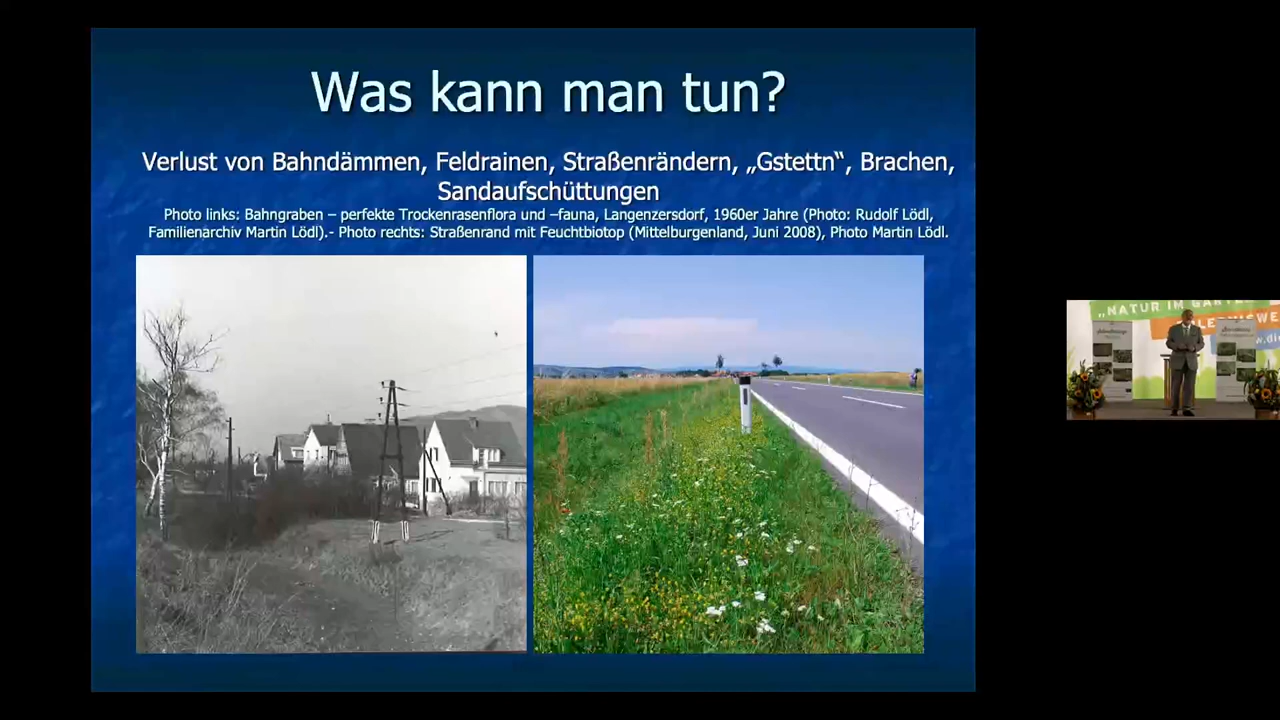 Was kann man tun?
Verlust von Bahndämmen, Feldrainen, Straßenrändern, „Gstettn“, Brachen,
Sandaufschüttungen
Photo links: Bahngraben – perfekte Trockenrasenflora und –fauna, Langenzersdorf, 1960er Jahre (Photo: Rudolf Lödl,
Familienarchiv Martin Lödl).- Photo rechts: Straßenrand mit Feuchtbiotop (Mittelburgenland, Juni 2008), Photo Martin Lödl.
„NATUR IM GARTEN